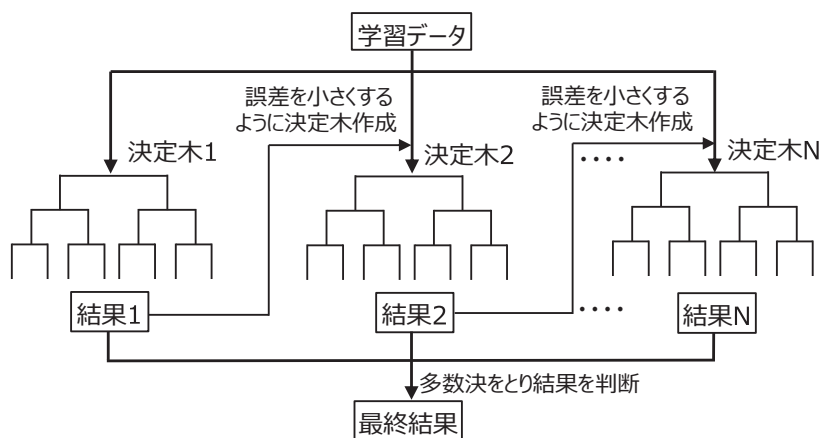 学習データ
誤差を小さくする
ように決定木作成
誤差を小さくする
ように決定木作成
決定木1
決定木2
‥‥
決定木N
結果1
結果2
‥‥
結果N
多数決をとり結果を判断
最終結果